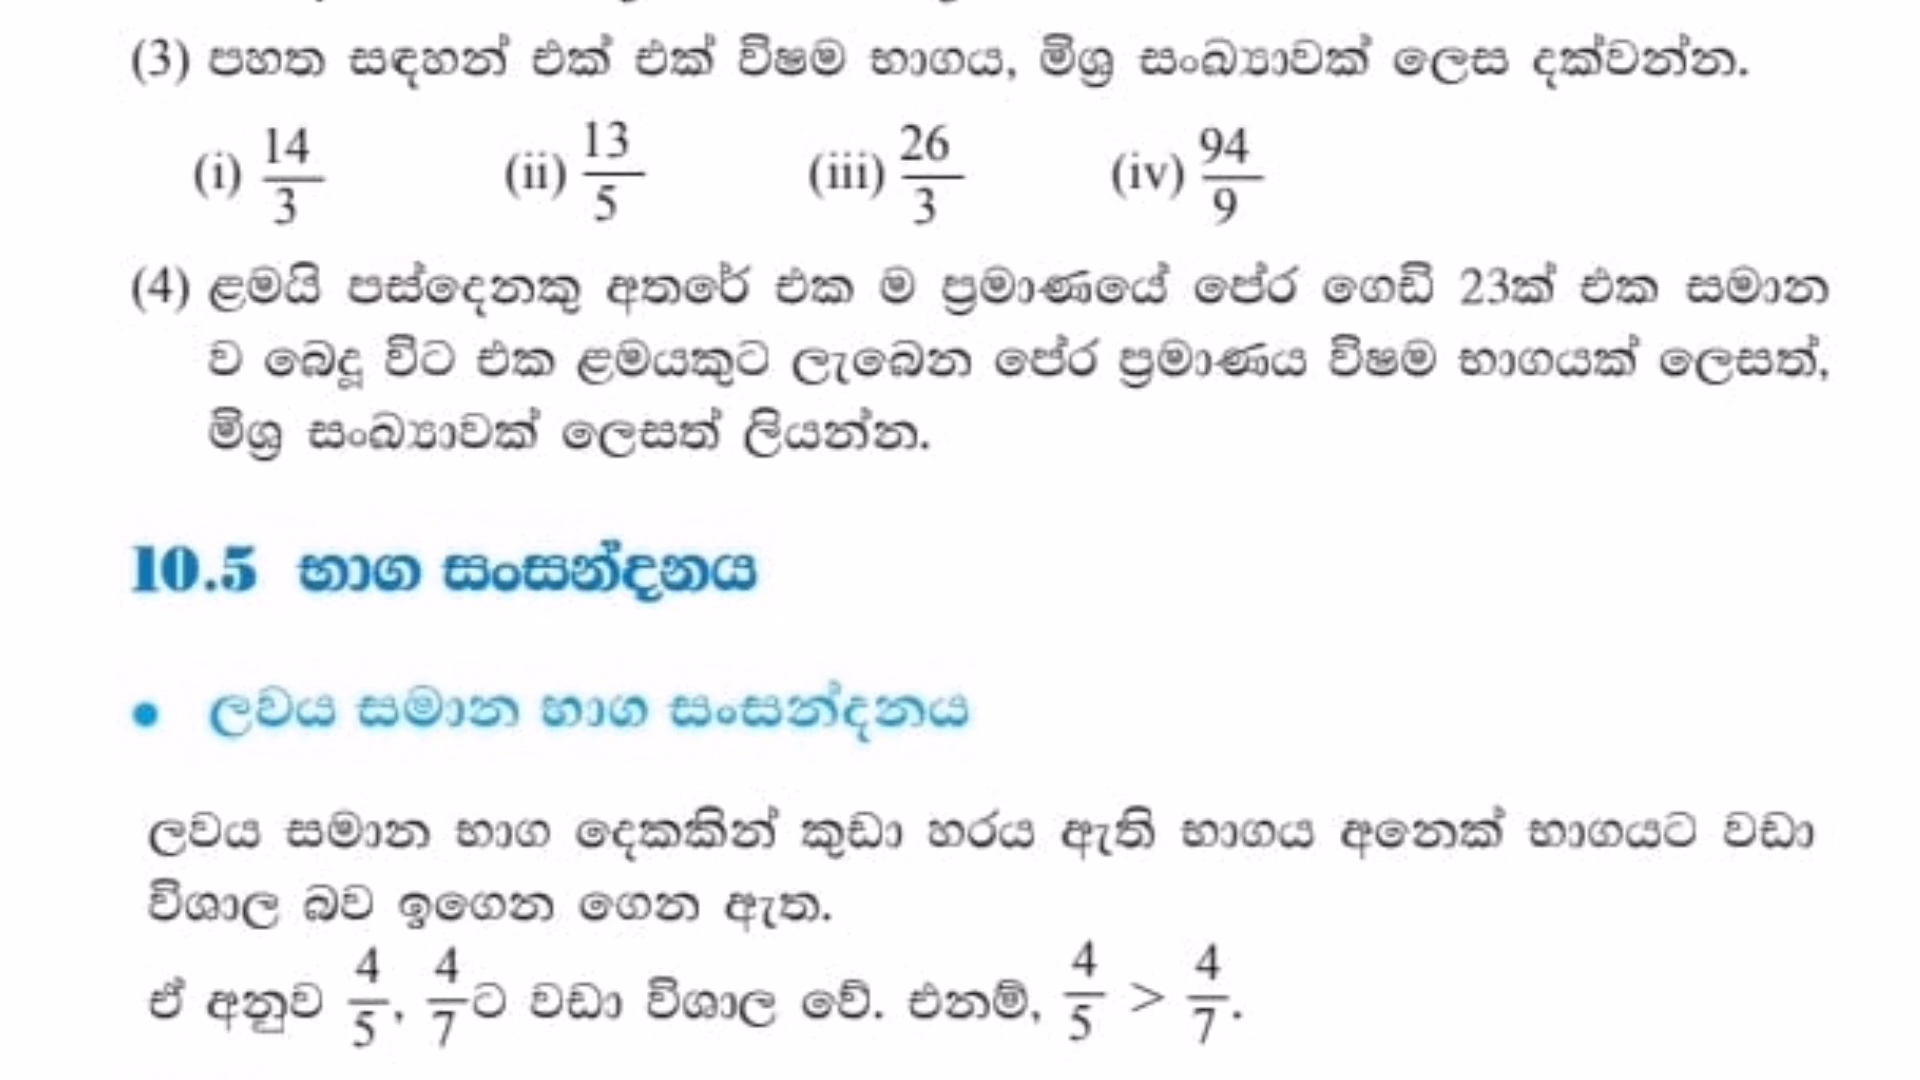 (3) පහත සඳහන් එක් එක් විෂම භාගය, මිශ්‍ර සංඛ්‍යාවක් ලෙස දක්වන්න.
(i) 14/3 (ii) 13/5 (iii) 26/3 (iv) 94/9
(4) ළමයි පස්දෙනකු අතරේ එක ම ප්‍රමාණයේ පේර ගෙඩි 23ක් එක සමාන
ව බෙදූ විට එක ළමයකුට ලැබෙන පේර ප්‍රමාණය විෂම භාගයක් ලෙසත්,
මිශ්‍ර සංඛ්‍යාවක් ලෙසත් ලියන්න.
10.5 භාග සංසන්දනය
• ලවය සමාන භාග සංසන්දනය
ලවය සමාන භාග දෙකකින් කුඩා හරය ඇති භාගය අනෙක් භාගයට වඩා
විශාල බව ඉගෙන ගෙන ඇත.
ඒ අනුව 4/5, 4/7ට වඩා විශාල වේ. එනම්, 4/5 > 4/7.